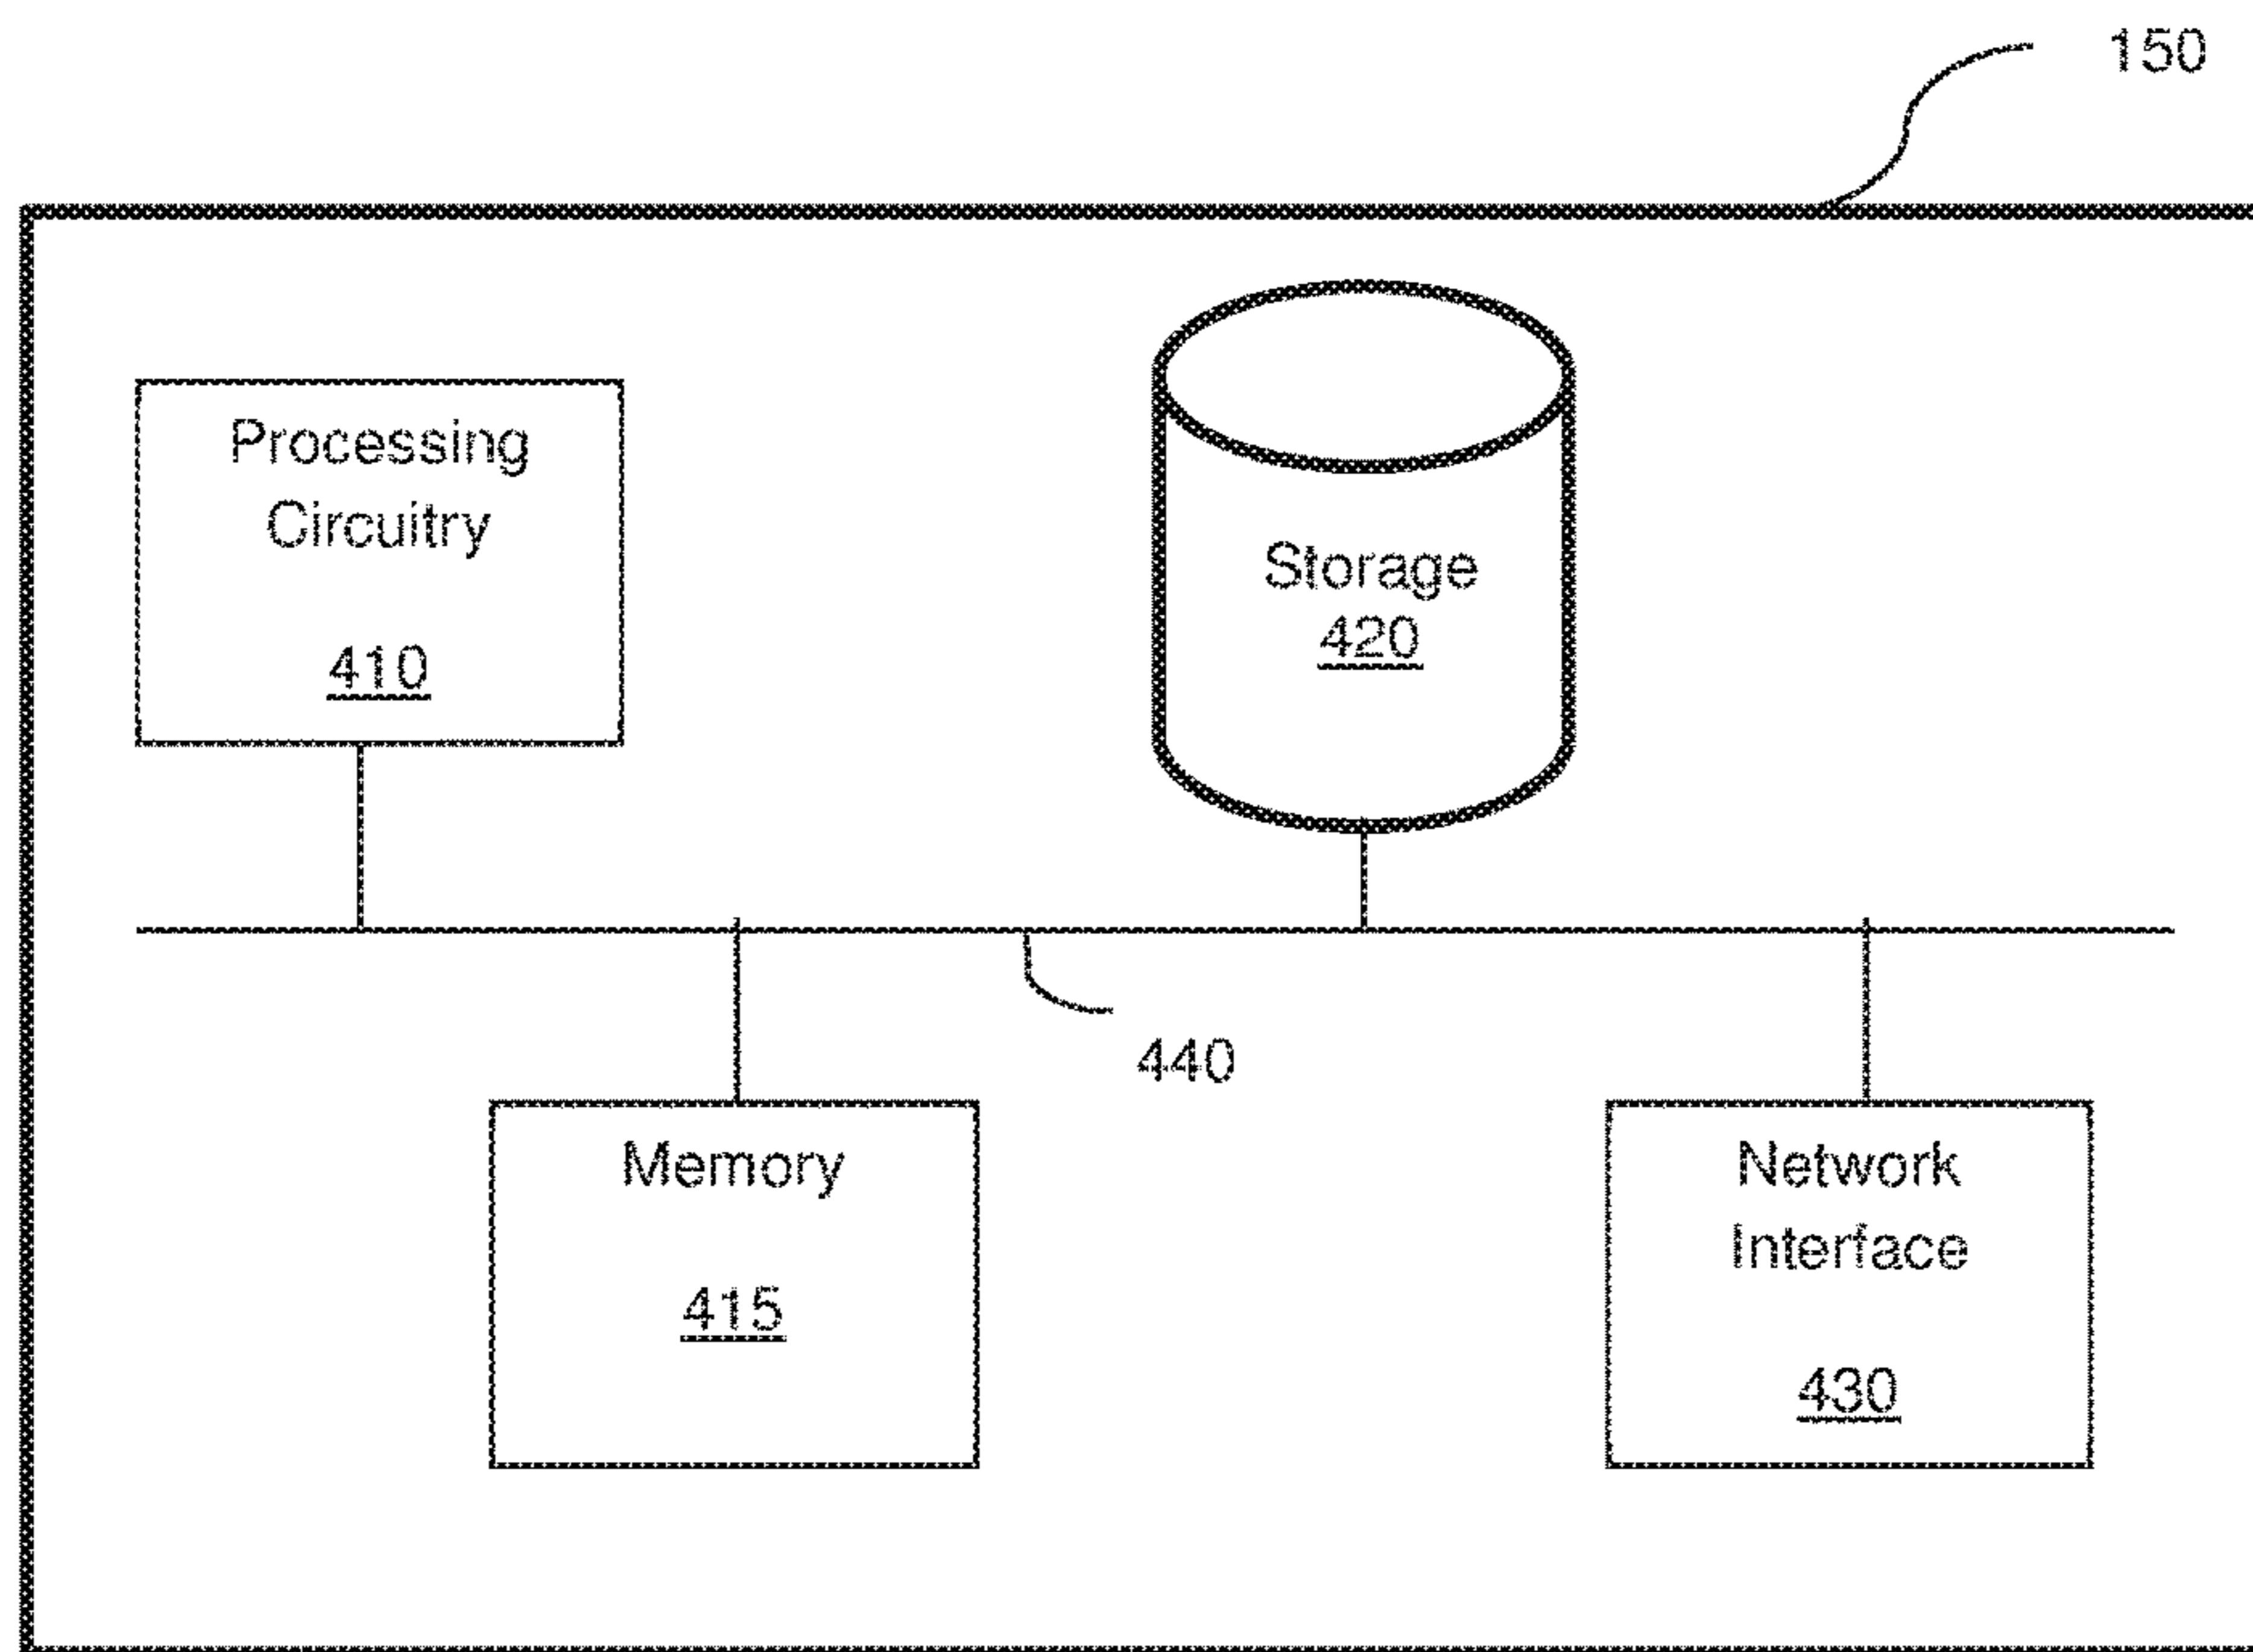 150
Processing
Circuitry
410
Storage
420
440
Memory
415
Network
Interface
430